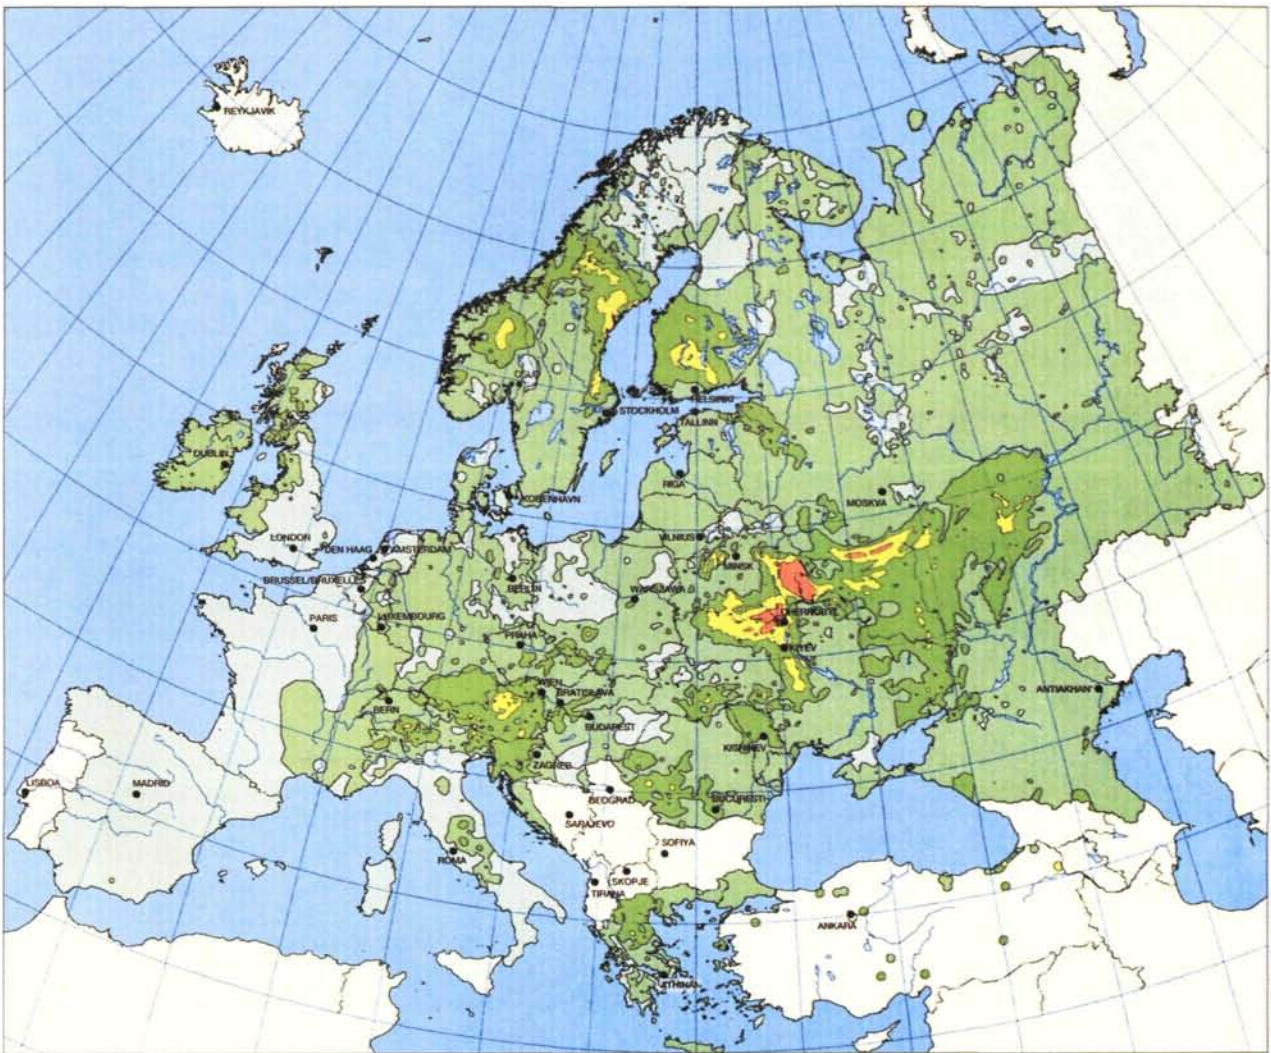 REYKJAVIK
HELSINKI
STOCKHOLM
TALLINN
DUBLIN
RIGA
KOBENHAVN
MOSKVA
LONDON
VILNIUS
DEN HAAG
AMSTERDAM
MINSK
BRUSSEL/BRUXELLES
BERLIN
WARSZAWA
CHERNOBYL
PARIS
LUXEMBOURG
PRAHA
KIYEV
WIEN
BRATISLAVA
ANTIAKHAN'
BERN
BUDAPEST
KISHINEV
ZAGREB
LISBOA
MADRID
BEOGRAD
BUCURESTI
SARAJEVO
SOFIYA
ROMA
SKOPJE
TIRANA
ANKARA
ATHINAI